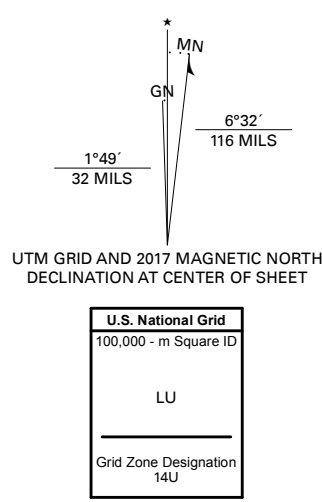 ★
MN
GN
6°32´
116 MILS
1°49´
32 MILS
UTM GRID AND 2017 MAGNETIC NORTH
DECLINATION AT CENTER OF SHEET
U.S. National Grid
100,000 - m Square ID
LU
Grid Zone Designation
14U